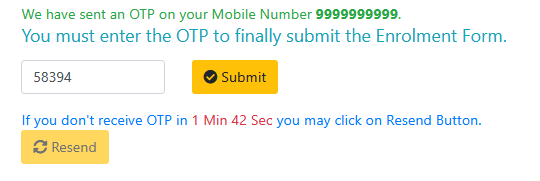 We have sent an OTP on your Mobile Number 9999999999.
You must enter the OTP to finally submit the Enrolment Form.
58394 Submit
If you don't receive OTP in 1 Min 42 Sec you may click on Resend Button.
Resend